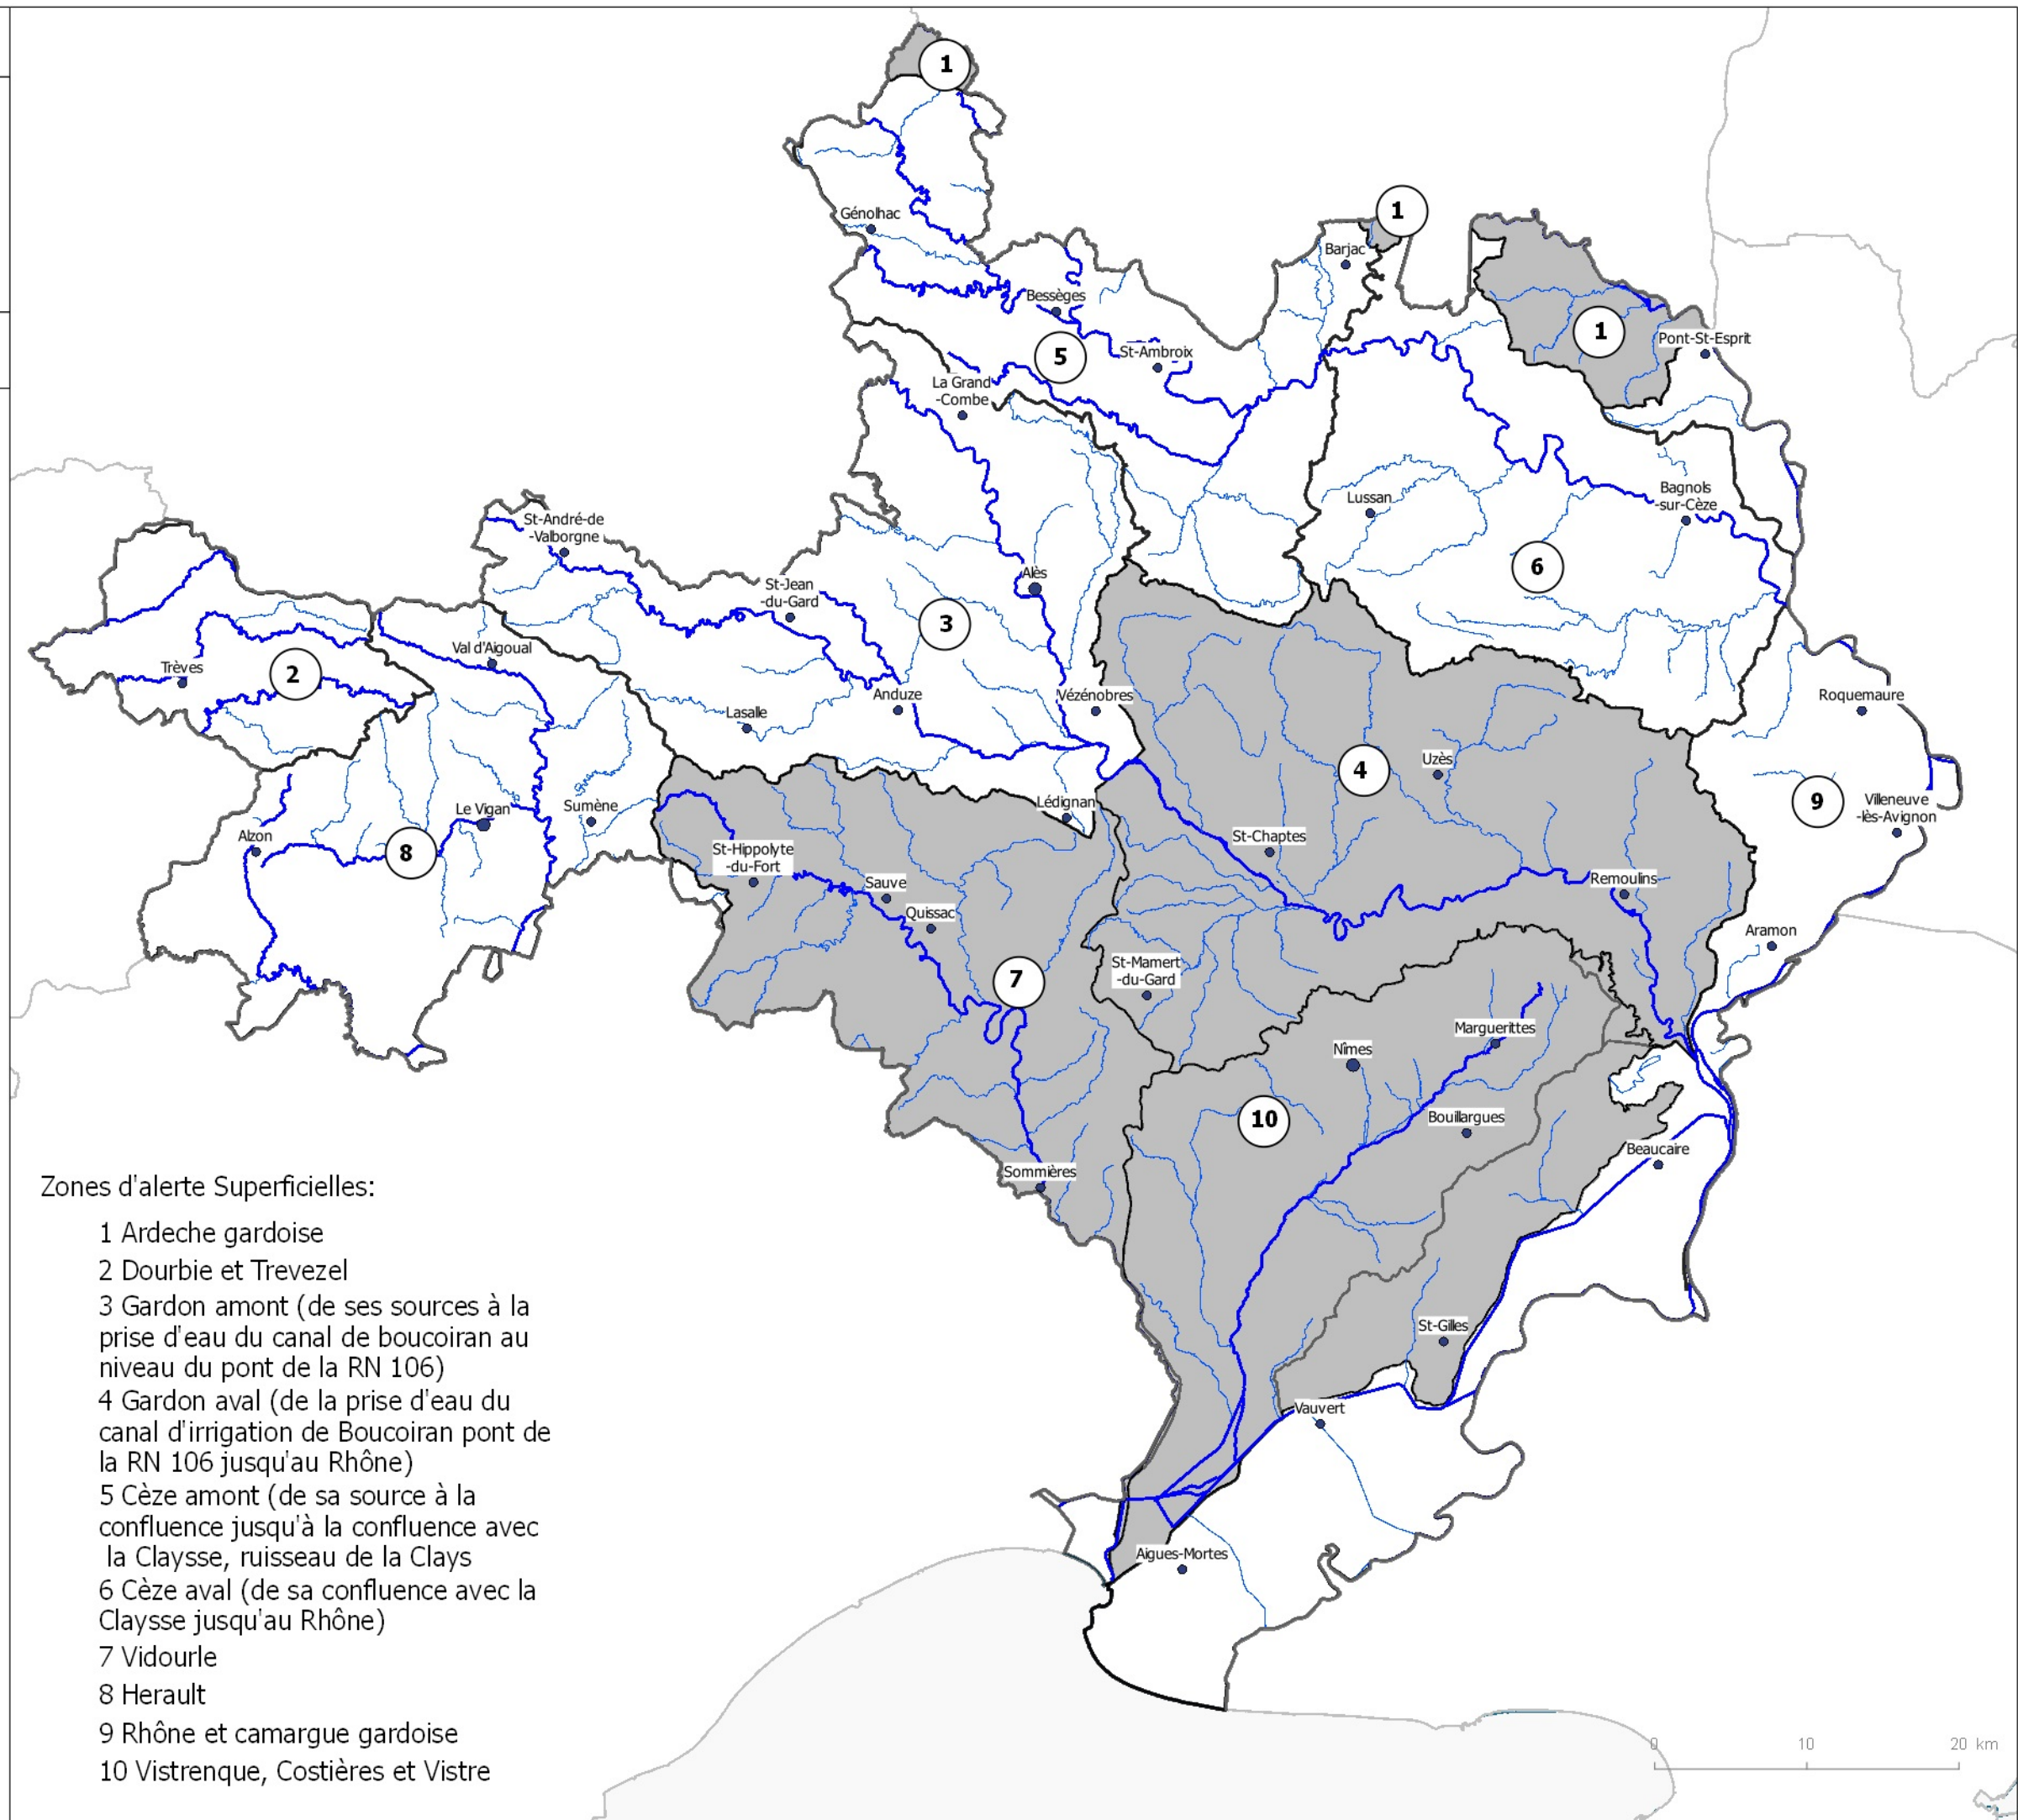 1
1
Génolhac
Barjac
Bessèges
1
Pont-St-Esprit
5
St-Ambroix
La Grand
-Combe
Lussan
Bagnols
-sur-Cèze
St-André-de
-Valborgne
6
Alès
St-Jean
-du-Gard
3
Val d'Aigoual
Trèves
2
Anduze
Vézénobres
Roquemaure
Lasalle
4
Uzès
9
Villeneuve
-lès-Avignon
Le Vigan
Sumène
Lédignan
Alzon
8
St-Chaptes
St-Hippolyte
-du-Fort
Sauve
Remoulins
Quissac
Aramon
7
St-Mamert
-du-Gard
Marguerittes
Nîmes
10
Bouillargues
Beaucaire
Sommières
St-Gilles
Vauvert
Aigues-Mortes
Zones d'alerte Superficielles:
1 Ardeche gardoise
2 Dourbie et Trevezel
3 Gardon amont (de ses sources à la
prise d'eau du canal de boucoiran au
niveau du pont de la RN 106)
4 Gardon aval (de la prise d'eau du
canal d'irrigation de Boucoiran pont de
la RN 106 jusqu'au Rhône)
5 Cèze amont (de sa source à la
confluence jusqu'à la confluence avec
la Claysse, ruisseau de la Clays
6 Cèze aval (de sa confluence avec la
Claysse jusqu'au Rhône)
7 Vidourle
8 Herault
9 Rhône et camargue gardoise
10 Vistrenque, Costières et Vistre
0 10 20 km